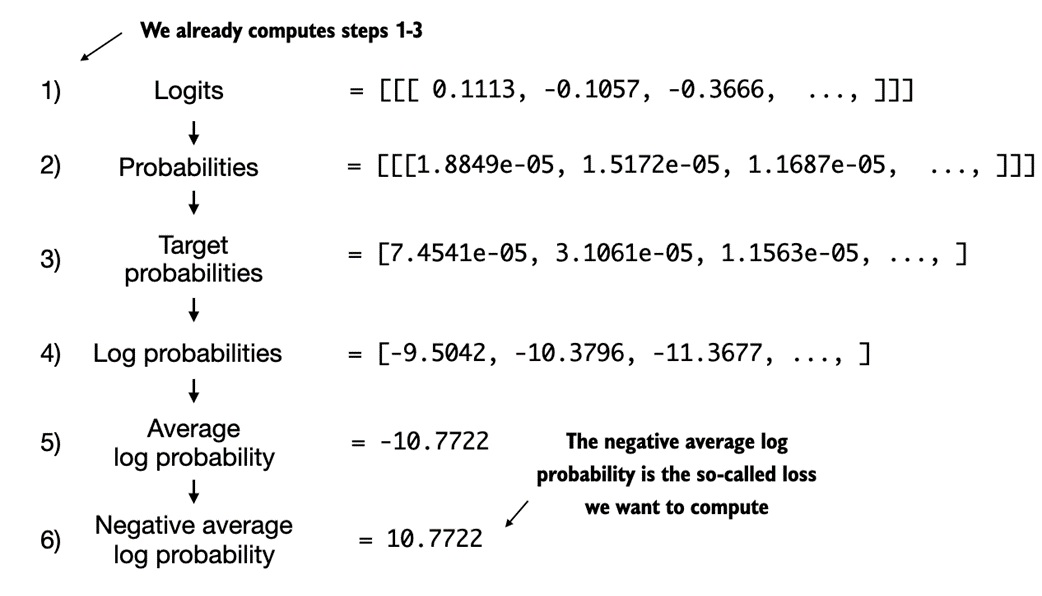 We already computes steps 1-3
1) Logits = [[[ 0.1113, -0.1057, -0.3666, ..., ]]]
2) Probabilities = [[[1.8849e-05, 1.5172e-05, 1.1687e-05, ..., ]]]
3) Target
probabilities = [7.4541e-05, 3.1061e-05, 1.1563e-05, ..., ]
4) Log probabilities = [-9.5042, -10.3796, -11.3677, ..., ]
5) Average
log probability = -10.7722
The negative average log
probability is the so-called loss
we want to compute
6) Negative average
log probability = 10.7722